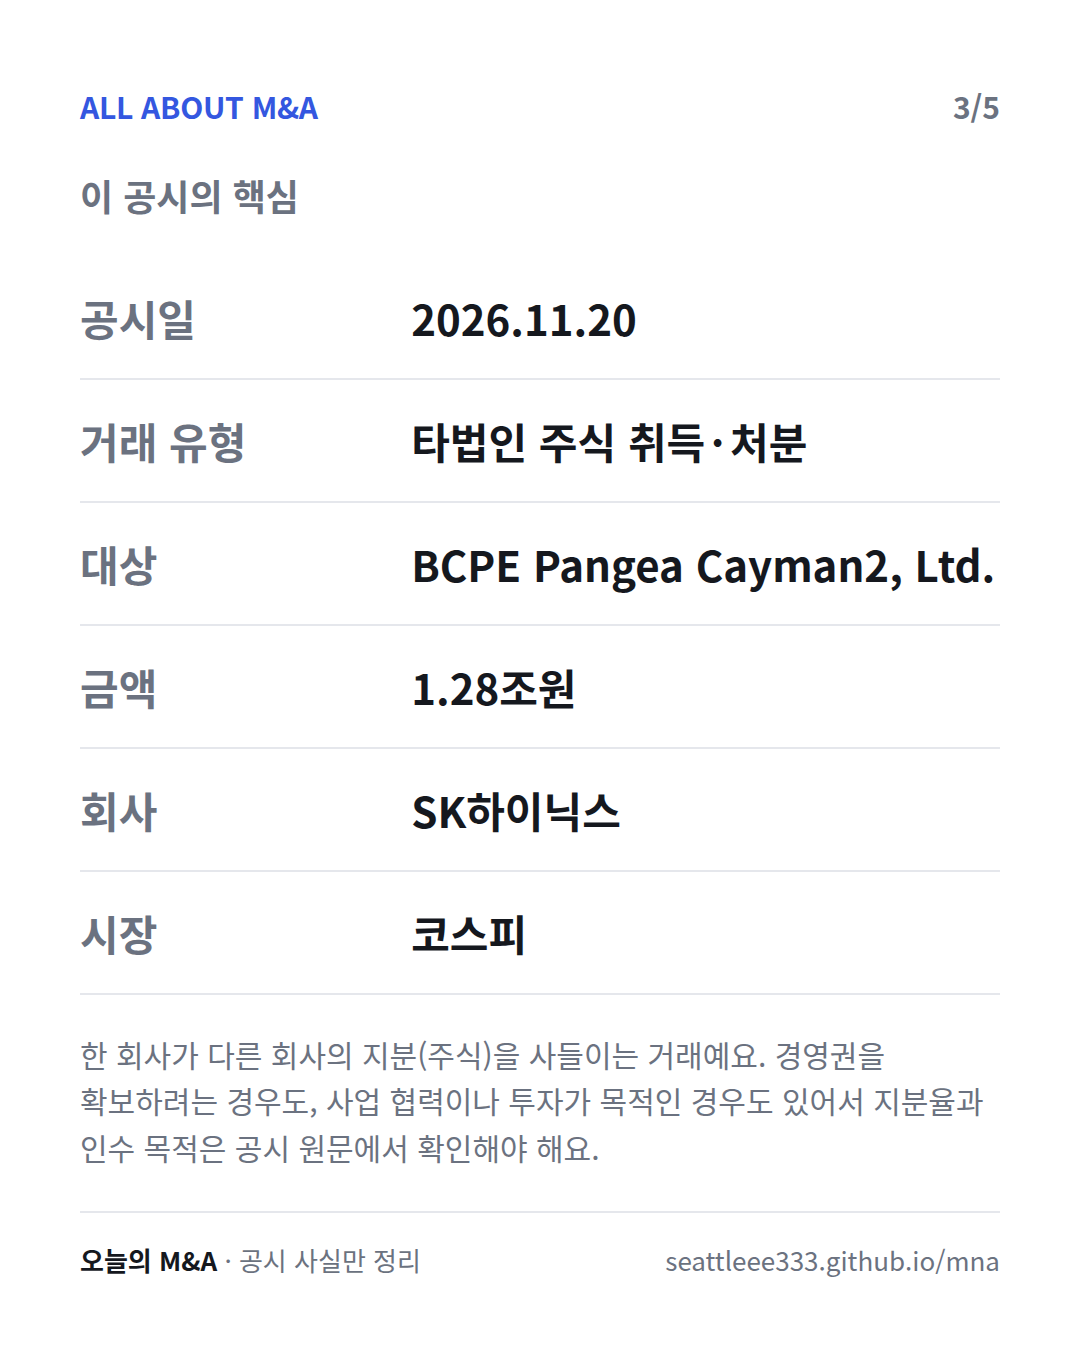 ALL ABOUT M&A
3/5
이 공시의 핵심
공시일 2026.11.20
거래 유형 타법인 주식 취득·처분
대상 BCPE Pangea Cayman2, Ltd.
금액 1.28조원
회사 SK하이닉스
시장 코스피
한 회사가 다른 회사의 지분(주식)을 사들이는 거래예요. 경영권을
확보하려는 경우도, 사업 협력이나 투자가 목적인 경우도 있어서 지분율과
인수 목적은 공시 원문에서 확인해야 해요.
오늘의 M&A · 공시 사실만 정리
seattleee333.github.io/mna